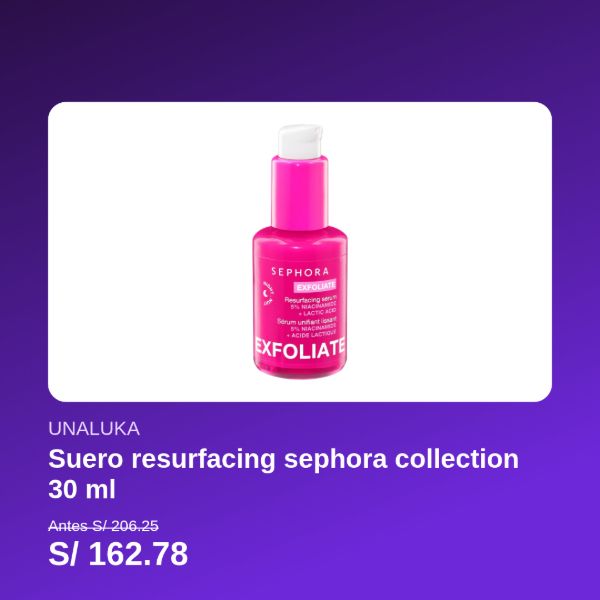 SEPHORA
EXFOLIATE
Resurfacing serum
5% NIACINAMIDE
+ LACTIC ACID
Sérum unifiant lissant
5% NIACINAMIDE
+ ACIDE LACTIQUE
EXFOLIATE
UNALUKA
Suero resurfacing sephora collection
30 ml
Antes S/ 206.25
S/ 162.78